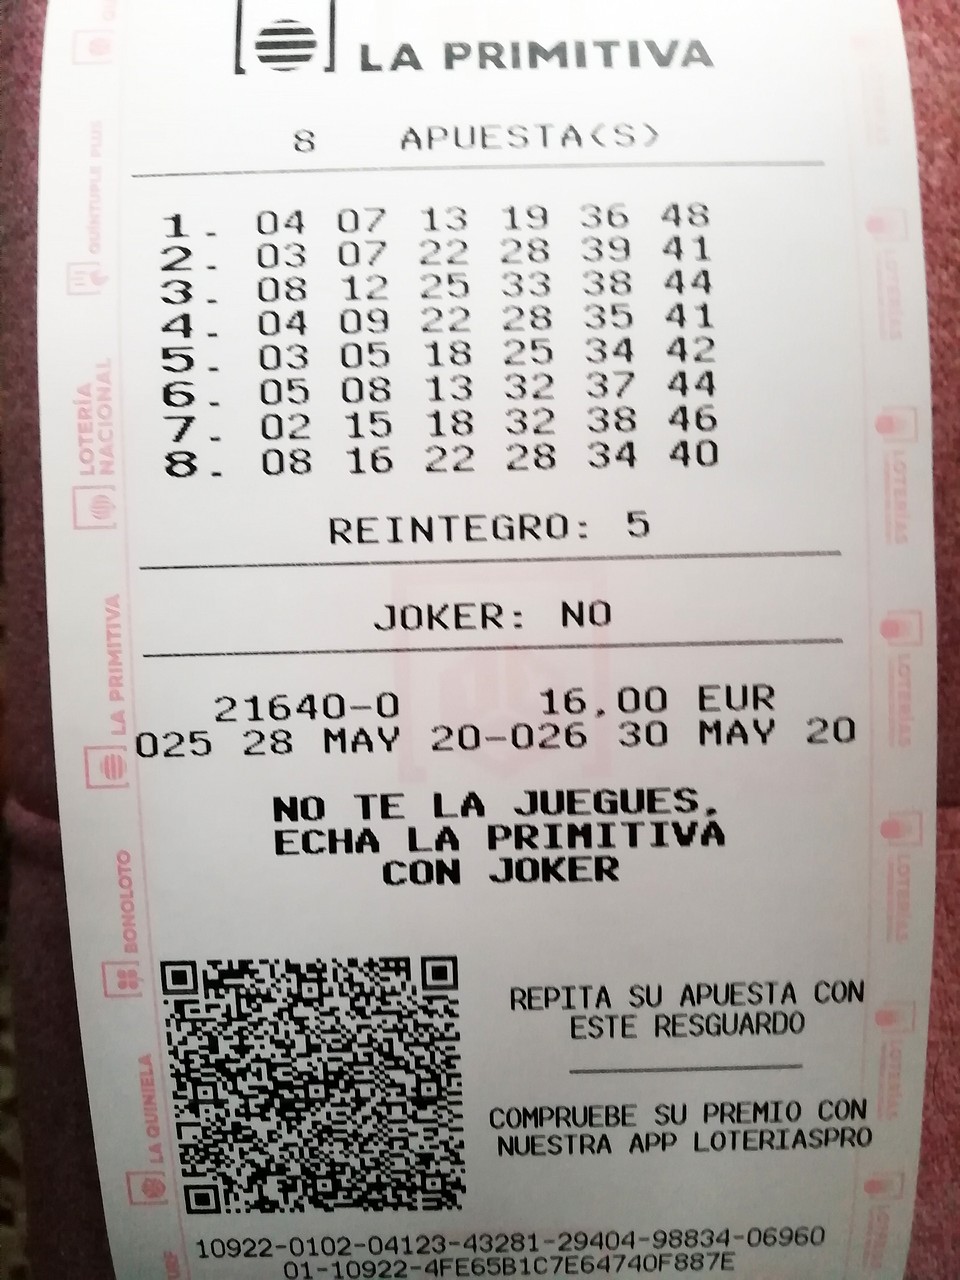 LA PRIMITIVA
8 APUESTA(S)
1. 04 07 13 19 36 48
2. 03 07 22 28 39 41
3. 08 12 25 33 38 44
4. 04 09 22 28 35 41
5. 03 05 18 25 34 42
6. 05 08 13 32 37 44
7. 02 15 18 32 38 46
8. 08 16 22 28 34 40
REINTEGRO: 5
JOKER: NO
21640-0 16,00 EUR
025 28 MAY 20-026 30 MAY 20
NO TE LA JUEGUES,
ECHA LA PRIMITIVA
CON JOKER
REPITA SU APUESTA CON
ESTE RESGUARDO
COMPRUEBE SU PREMIO CON
NUESTRA APP LOTERIASPRO
10922-0102-04123-43281-29404-98834-06960
01-10922-4FE65B1C7E64740F887E
QUINTUPLE PLUS
LOTERÍA
NACIONAL
LA PRIMITIVA
BONOLOTO
LA QUINIELA
LOTERÍAS
LOTERÍAS
LOTERÍAS
LOTERÍAS
LOTERÍAS